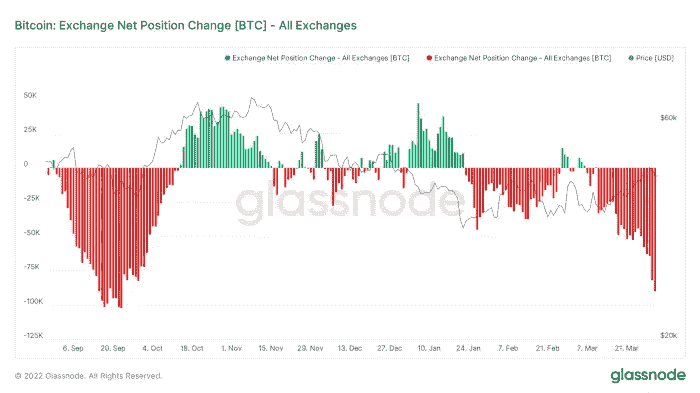 Bitcoin: Exchange Net Position Change [BTC] - All Exchanges
Exchange Net Position Change - All Exchanges [BTC] Exchange Net Position Change - All Exchanges [BTC] Price [USD]
50K
$60k
25K
0
-25K
glassnode
-50K
-75K
-100K
-125K
$20k
6. Sep 20. Sep 4. Oct 18. Oct 1. Nov 15. Nov 29. Nov 13. Dec 27. Dec 10. Jan 24. Jan 7. Feb 21. Feb 7. Mar 21. Mar
© 2022 Glassnode. All Rights Reserved.
glassnode